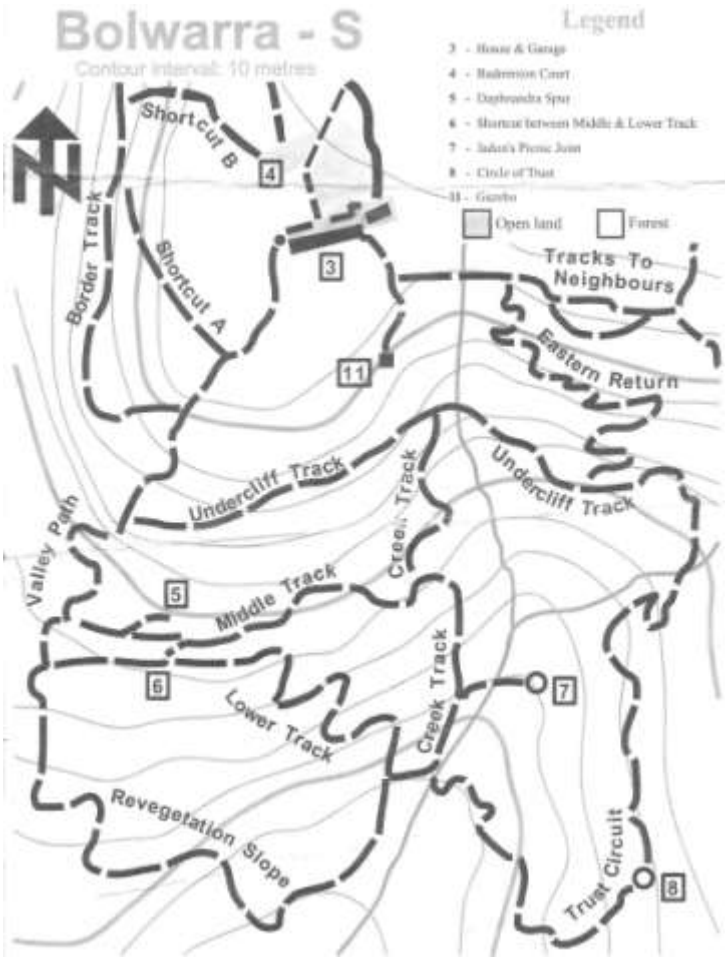 Bolwarra - S
Contour interval: 10 metres
Legend
3 - House & Garage
4 - Court
5 - Daphnandra Spur
6 - Shortcut between Middle & Lower Track
7 - Picnic Joint
8 - Circle of Trust
11 - Gazebo
Open land
Forest
N
Shortcut B
4
Border Track
Shortcut A
3
Tracks To
Neighbours
11
Eastern Return
Undercliff Track
Creek Track
Undercliff Track
Valley Path
5
Middle Track
6
Lower Track
Creek Track
7
Revegetation Slope
Trust Circuit
8